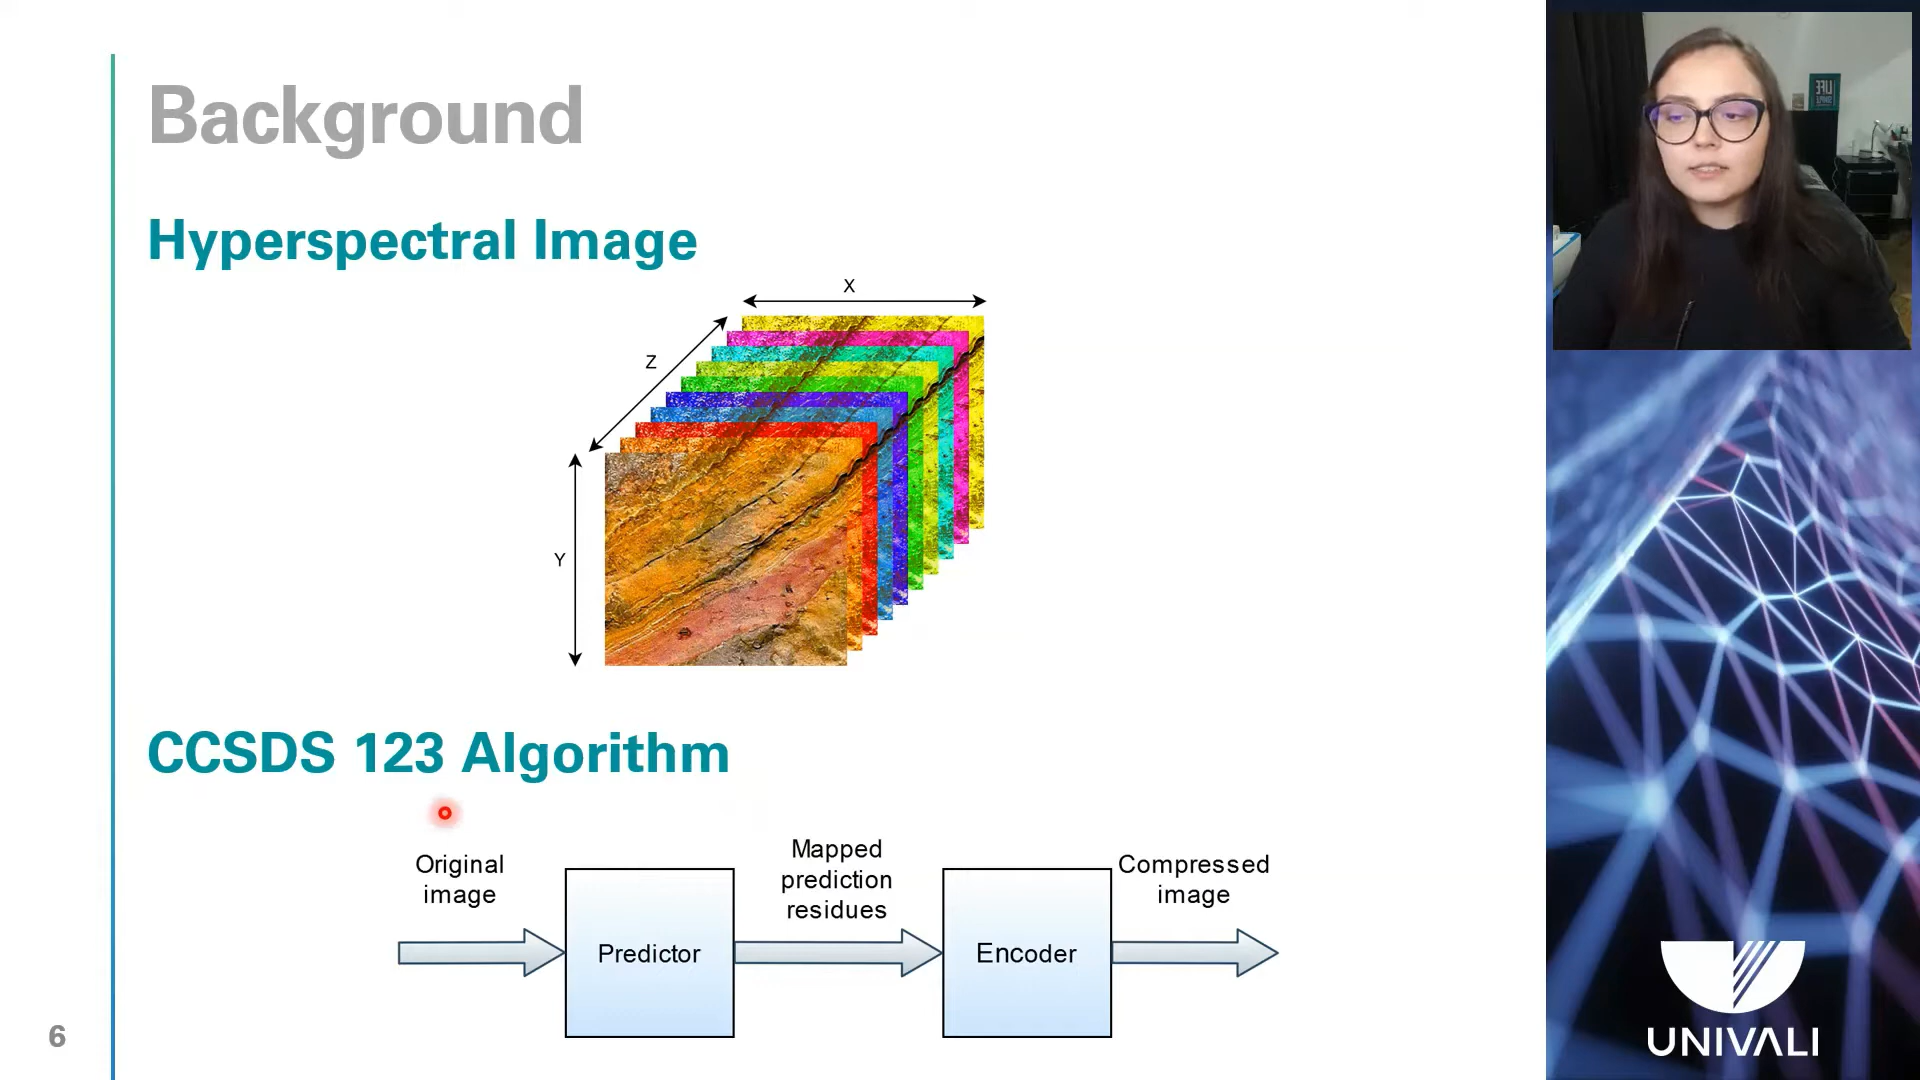 Background
Hyperspectral Image
X
Z
Y
CCSDS 123 Algorithm
Original
image
Predictor
Mapped
prediction
residues
Encoder
Compressed
image
6
UNIVALI